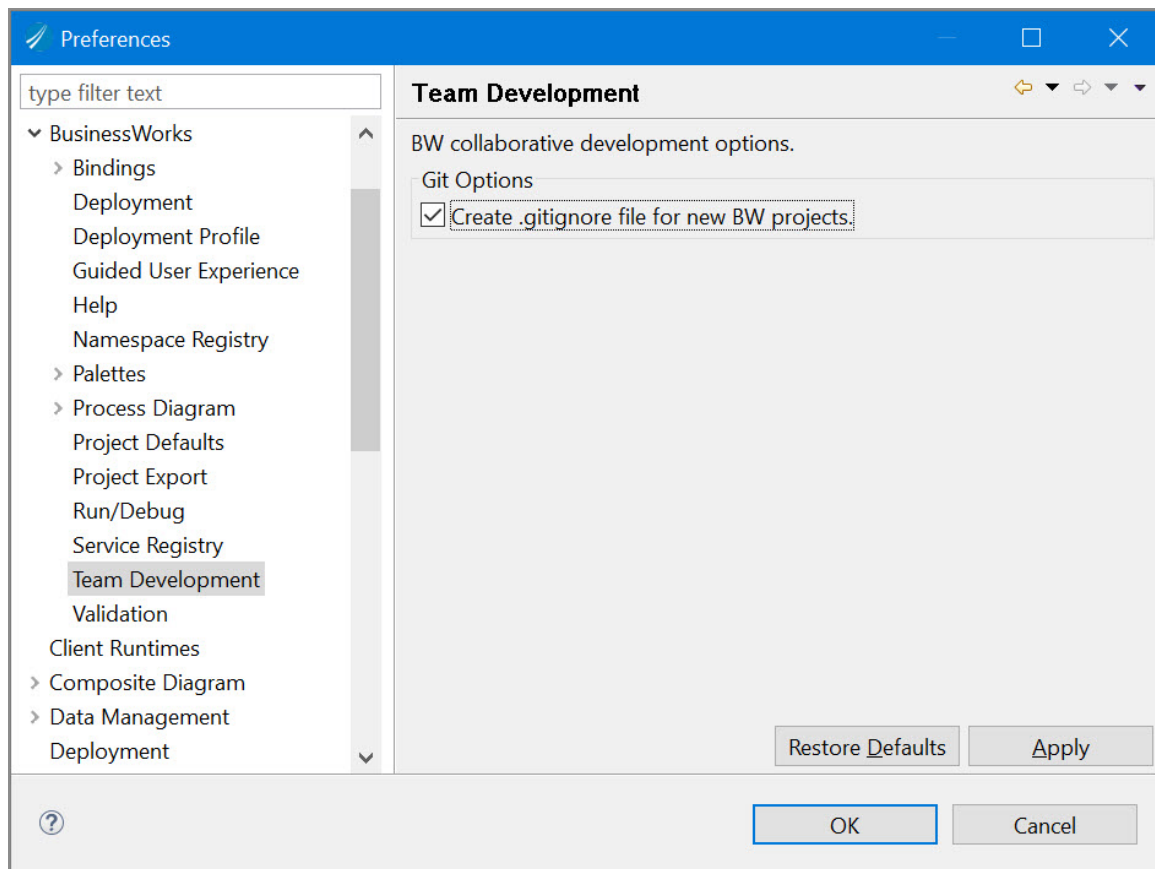 Preferences
type filter text
BusinessWorks
Bindings
Deployment
Deployment Profile
Guided User Experience
Help
Namespace Registry
Palettes
Process Diagram
Project Defaults
Project Export
Run/Debug
Service Registry
Team Development
Validation
Client Runtimes
Composite Diagram
Data Management
Deployment
Team Development
BW collaborative development options.
Git Options
Create .gitignore file for new BW projects.
Restore Defaults
Apply
OK
Cancel